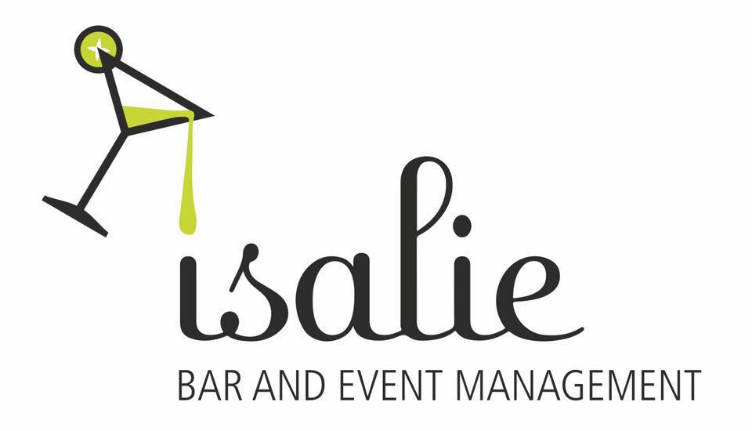 isalie
BAR AND EVENT MANAGEMENT